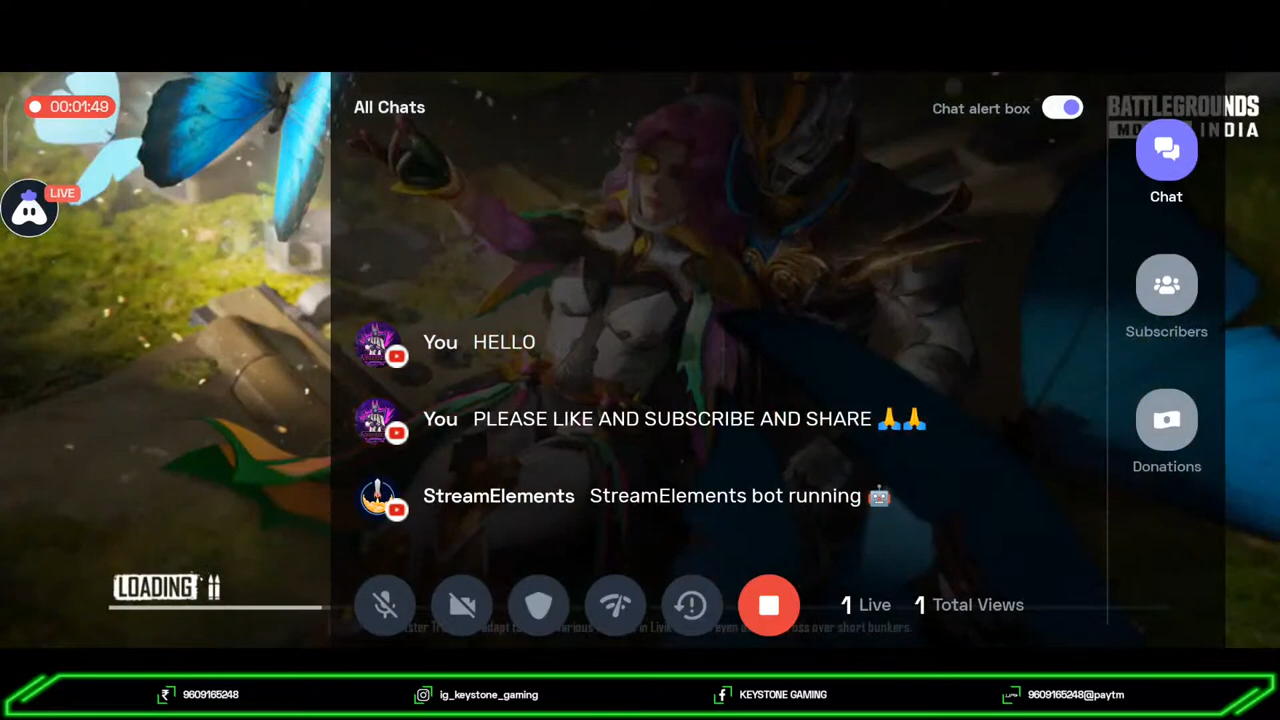 00:01:49
All Chats
Chat alert box
BATTLEGROUNDS
INDIA
LIVE
Chat
Subscribers
You HELLO
You PLEASE LIKE AND SUBSCRIBE AND SHARE 🙏🙏
Donations
StreamElements StreamElements bot running 🤖
LOADING
1 Live 1 Total Views
9609165248
ig_keystone_gaming
KEYSTONE GAMING
9609165248@paytm